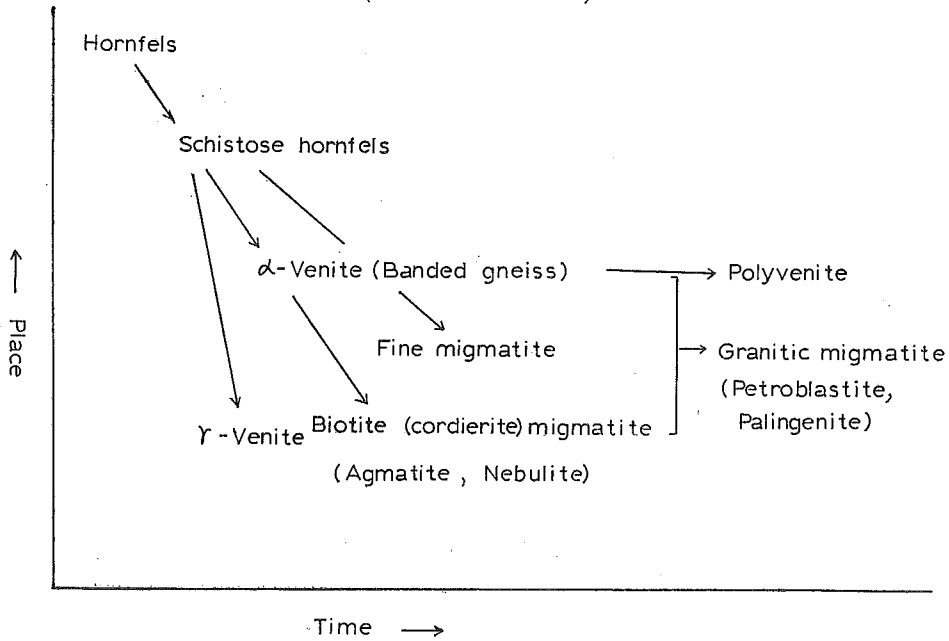 Hornfels
Schistose hornfels
α-Venite (Banded gneiss)
Polyvenite
Fine migmatite
Granitic migmatite
(Petroblastite,
Palingenite)
γ-Venite
Biotite (cordierite) migmatite
(Agmatite , Nebulite)
Place
Time